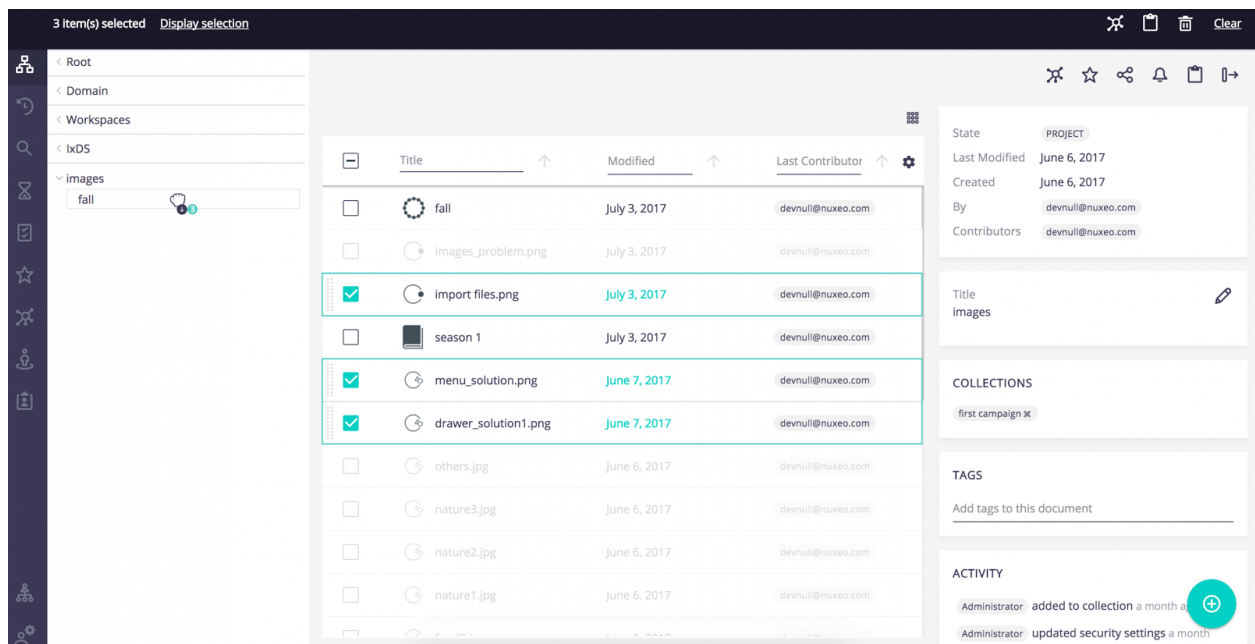 3 item(s) selected Display selection Clear
Root
Domain
Workspaces
IxDS
images
fall
3
Title Modified Last Contributor
fall July 3, 2017 devnull@nuxeo.com
Images_problem.png July 3, 2017 devnull@nuxeo.com
import files.png July 3, 2017 devnull@nuxeo.com
season 1 July 3, 2017 devnull@nuxeo.com
menu_solution.png June 7, 2017 devnull@nuxeo.com
drawer_solution1.png June 7, 2017 devnull@nuxeo.com
others.jpg June 6, 2017 devnull@nuxeo.com
nature3.jpg June 6, 2017 devnull@nuxeo.com
nature2.jpg June 6, 2017 devnull@nuxeo.com
nature1.jpg June 6, 2017 devnull@nuxeo.com
State PROJECT
Last Modified June 6, 2017
Created June 6, 2017
By devnull@nuxeo.com
Contributors devnull@nuxeo.com
Title
images
COLLECTIONS
first campaign
TAGS
Add tags to this document
ACTIVITY
Administrator added to collection a month
Administrator updated security settings a month